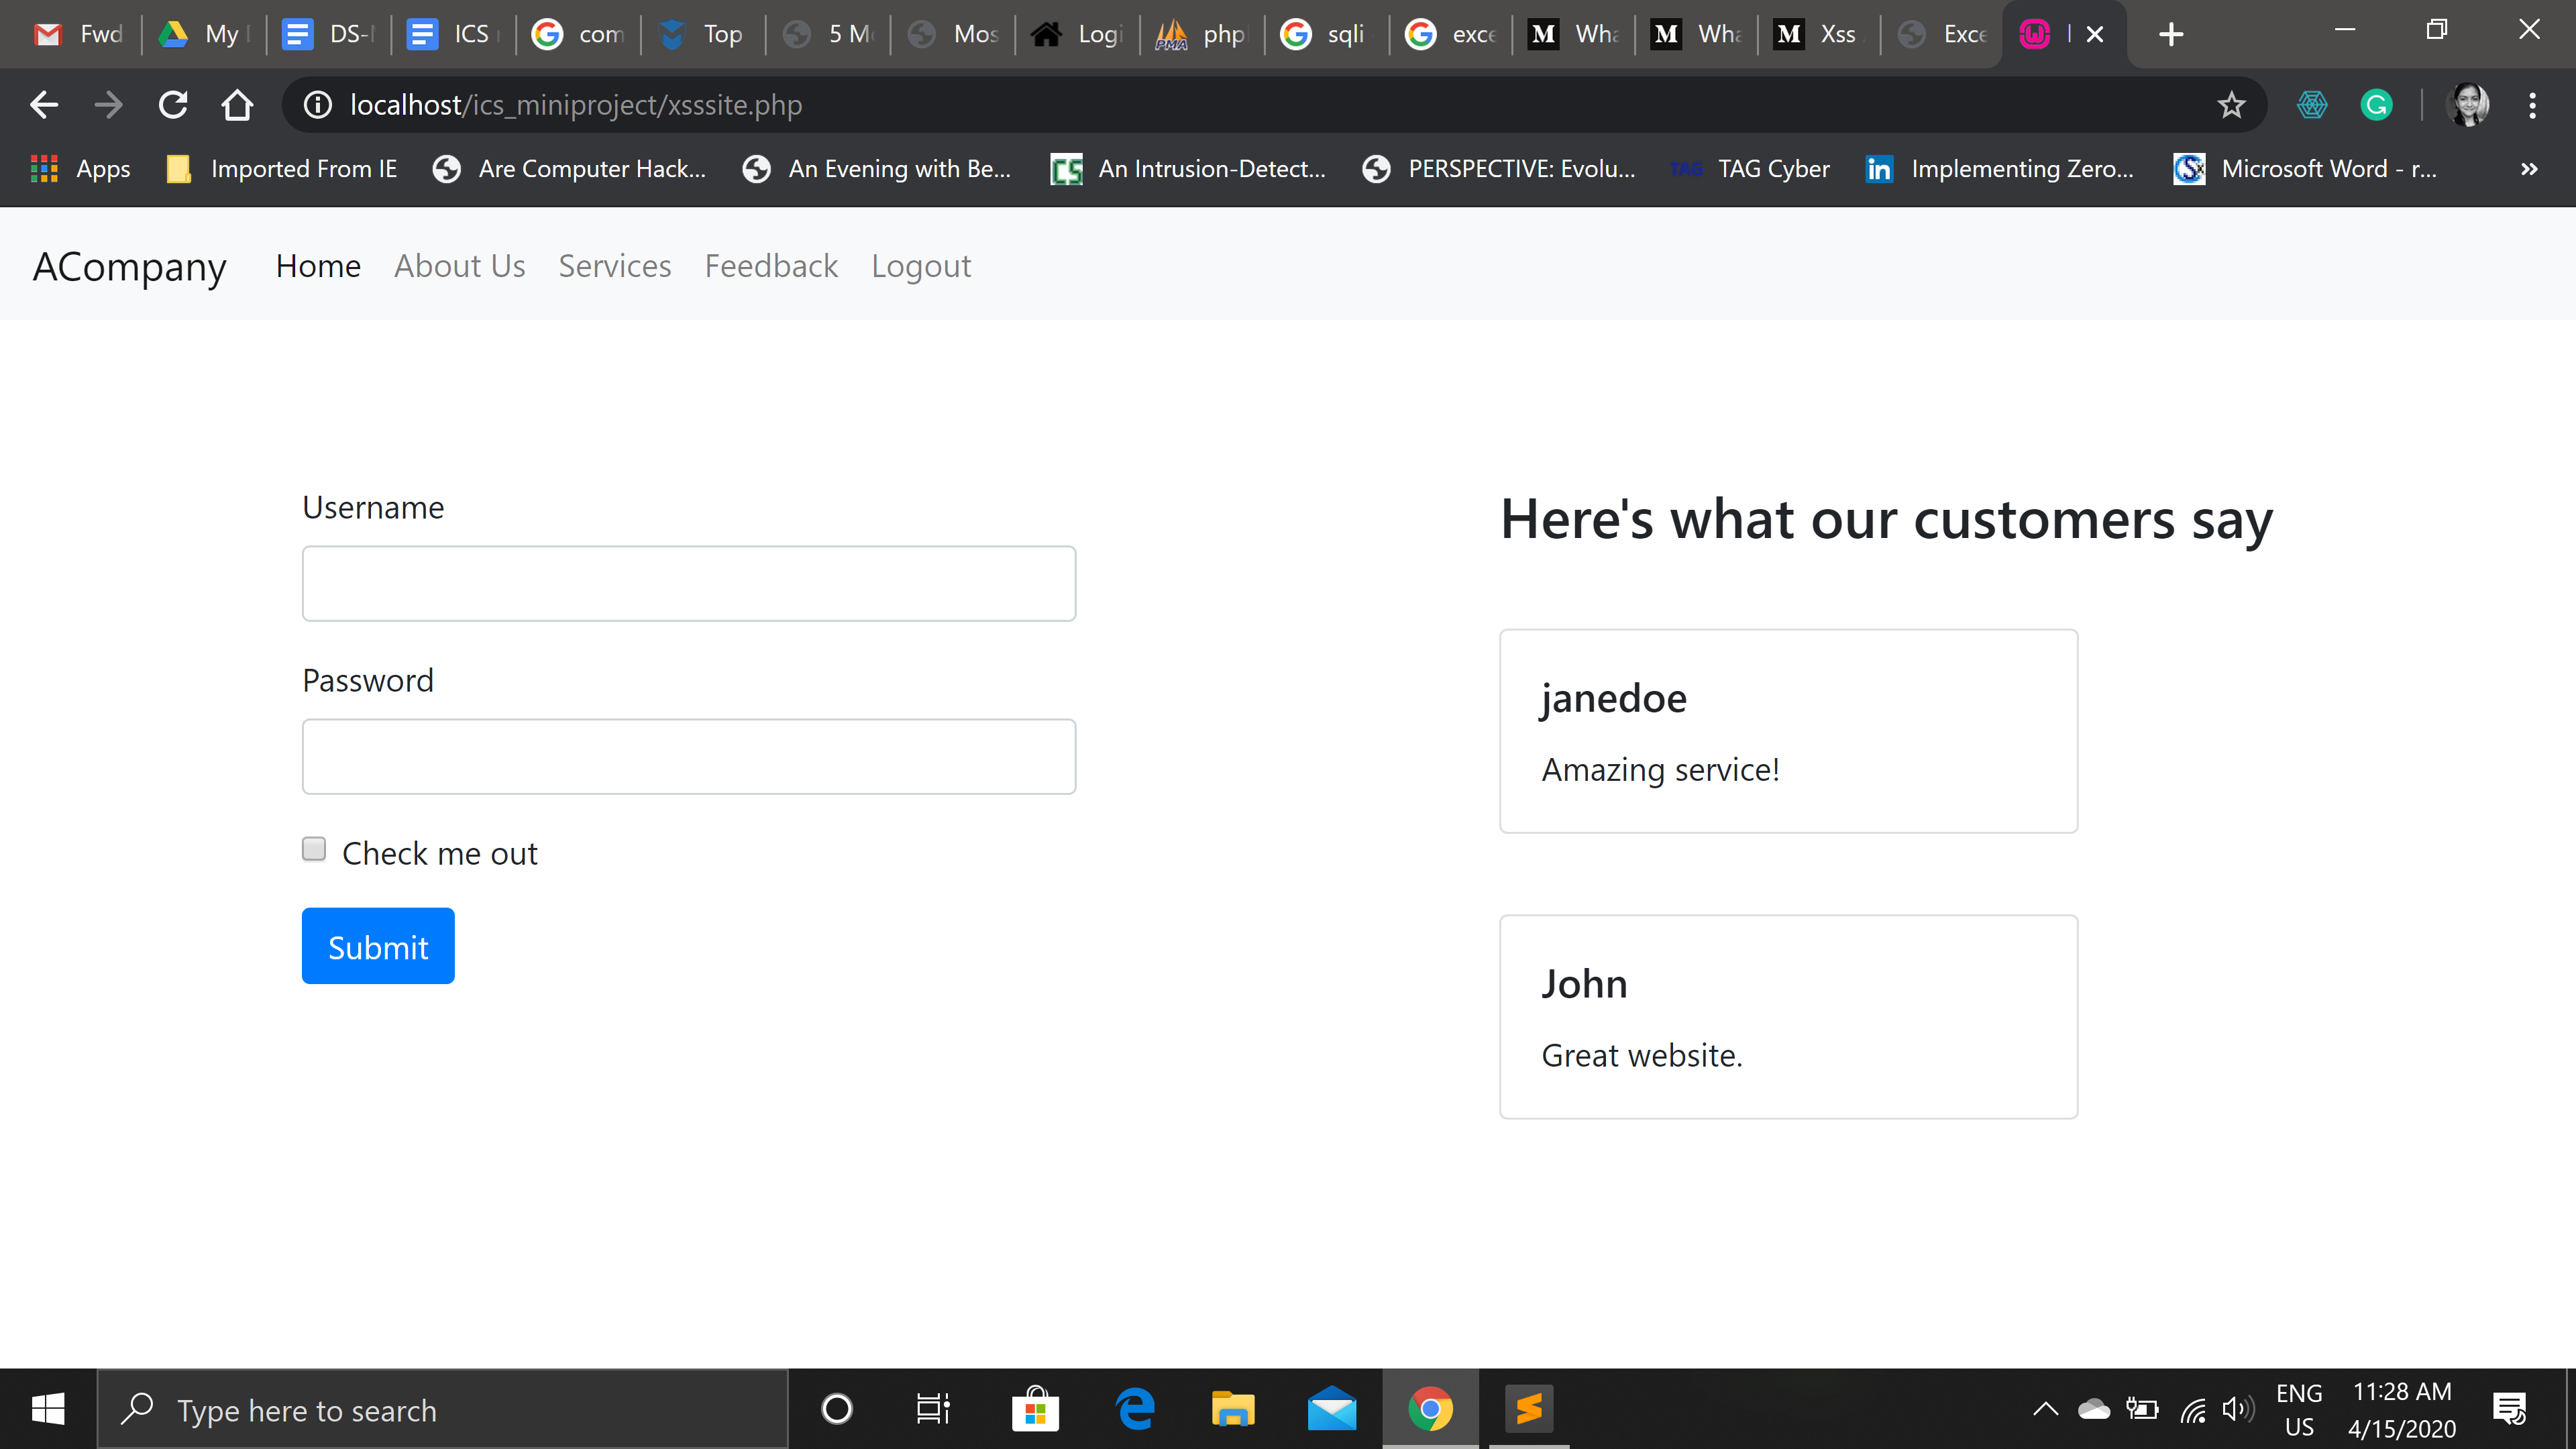 Fwd My DS- ICS com Top 5 M Mos Logi php sqli exce Wha Wha Xss Exce
localhost/ics_miniproject/xsssite.php
Apps Imported From IE Are Computer Hack... An Evening with Be... An Intrusion-Detect... PERSPECTIVE: Evolu... TAG TAG Cyber Implementing Zero... Microsoft Word - r... »
ACompany Home About Us Services Feedback Logout
Username
Password
Check me out
Submit
Here's what our customers say
janedoe
Amazing service!
John
Great website.
Type here to search
ENG
US
11:28 AM
4/15/2020